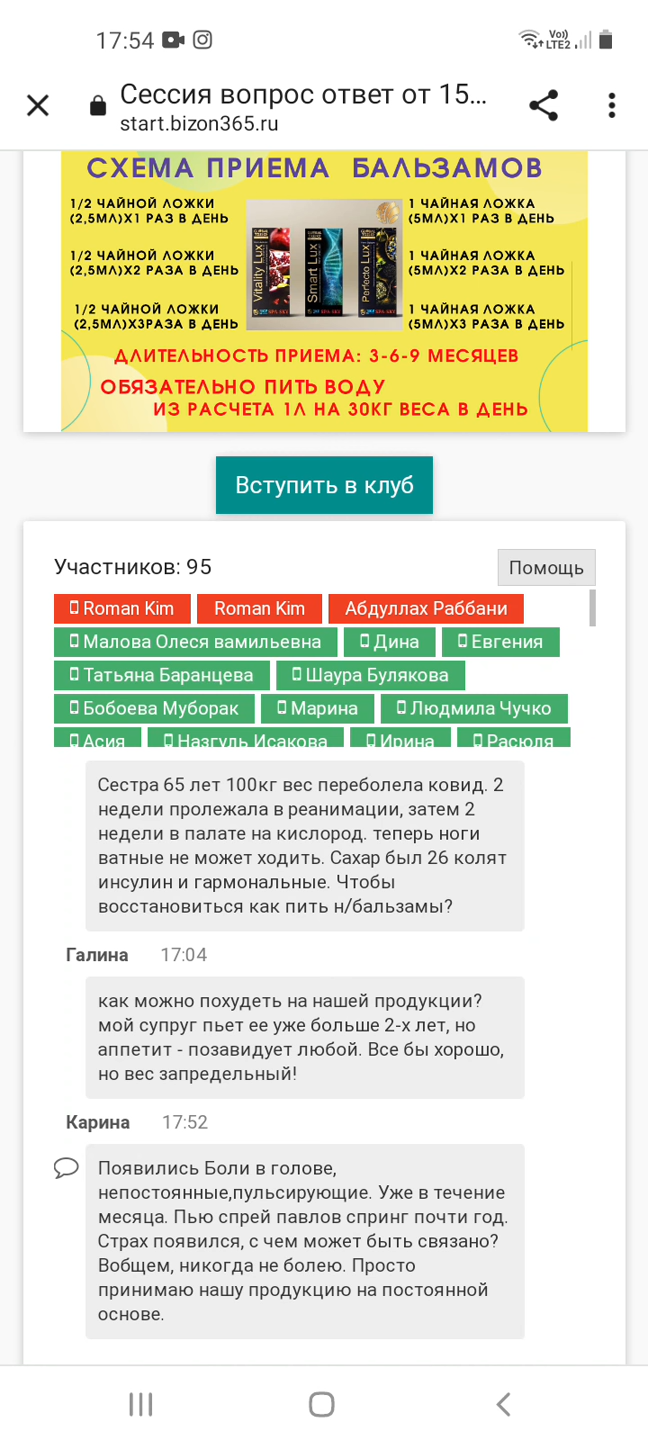 17:54
Vo))
LTE2
Сессия вопрос ответ от 15...
start.bizon365.ru
СХЕМА ПРИЕМА БАЛЬЗАМОВ
1/2 ЧАЙНОЙ ЛОЖКИ
(2,5МЛ)X1 РАЗ В ДЕНЬ
1/2 ЧАЙНОЙ ЛОЖКИ
(2,5МЛ)X2 РАЗА В ДЕНЬ
1/2 ЧАЙНОЙ ЛОЖКИ
(2,5МЛ)X3РАЗА В ДЕНЬ
Vitality Lux
Smart Lux
Perfecto Lux
1 ЧАЙНАЯ ЛОЖКА
(5МЛ)X1 РАЗ В ДЕНЬ
1 ЧАЙНАЯ ЛОЖКА
(5МЛ)X2 РАЗА В ДЕНЬ
1 ЧАЙНАЯ ЛОЖКА
(5МЛ)X3 РАЗА В ДЕНЬ
ДЛИТЕЛЬНОСТЬ ПРИЕМА: 3-6-9 МЕСЯЦЕВ
ОБЯЗАТЕЛЬНО ПИТЬ ВОДУ
ИЗ РАСЧЕТА 1Л НА 30КГ ВЕСА В ДЕНЬ
Вступить в клуб
Участников: 95
Помощь
Roman Kim Roman Kim Абдуллах Раббани
Малова Олеся вамильевна Дина Евгения
Татьяна Баранцева Шаура Булякова
Бобоева Муборак Марина Людмила Чучко
Асия Назгуль Исакова Ирина Расюля
Сестра 65 лет 100кг вес переболела ковид. 2
недели пролежала в реанимации, затем 2
недели в палате на кислород. теперь ноги
ватные не может ходить. Сахар был 26 колят
инсулин и гармональные. Чтобы
восстановиться как пить н/бальзамы?
Галина 17:04
как можно похудеть на нашей продукции?
мой супруг пьет ее уже больше 2-х лет, но
аппетит - позавидует любой. Все бы хорошо,
но вес запредельный!
Карина 17:52
Появились Боли в голове,
непостоянные,пульсирующие. Уже в течение
месяца. Пью спрей павлов спринг почти год.
Страх появился, с чем может быть связано?
Вобщем, никогда не болею. Просто
принимаю нашу продукцию на постоянной
основе.